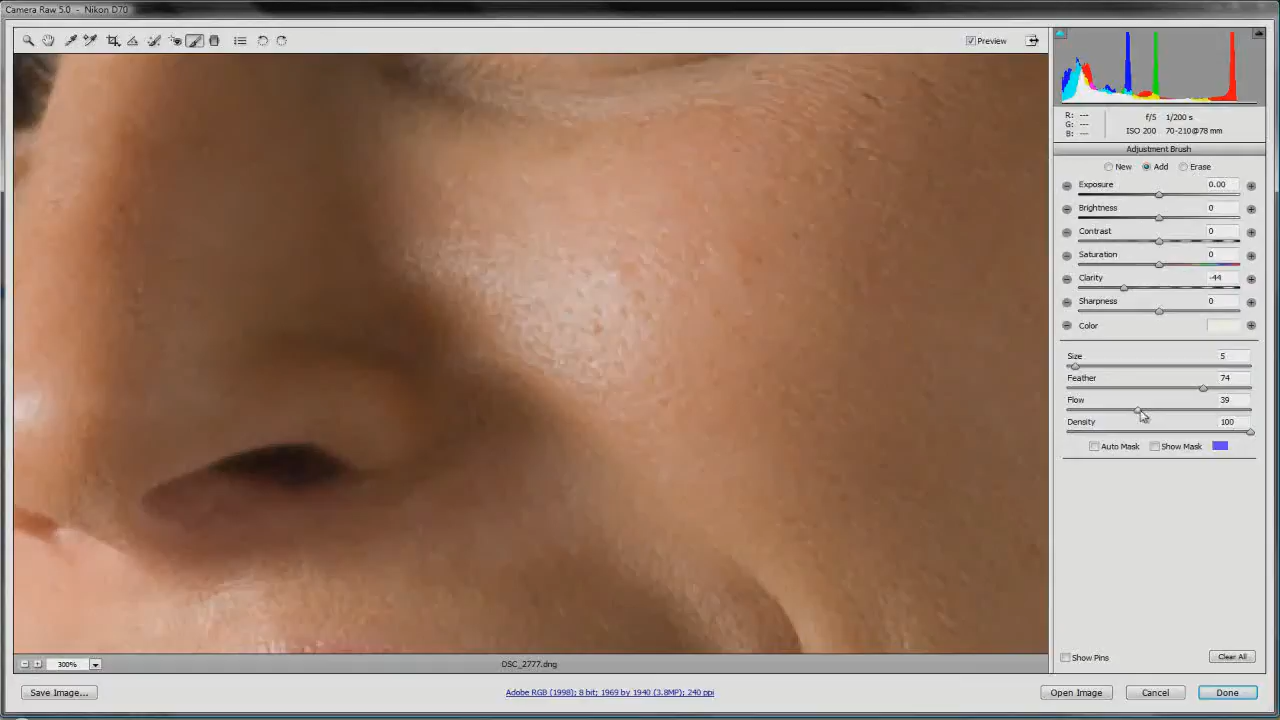 Camera Raw 5.0 - Nikon D70
Preview
R: ---
G: ---
B: ---
f/5 1/200 s
ISO 200 70-210@78 mm
Adjustment Brush
New Add Erase
Exposure 0.00
Brightness 0
Contrast 0
Saturation 0
Clarity -44
Sharpness 0
Color
Size 5
Feather 74
Flow 39
Density 100
Auto Mask Show Mask
Show Pins Clear All
300% DSC_2777.dng
Save Image... Adobe RGB (1998); 8 bit; 1969 by 1940 (3.8MP); 240 ppi Open Image Cancel Done